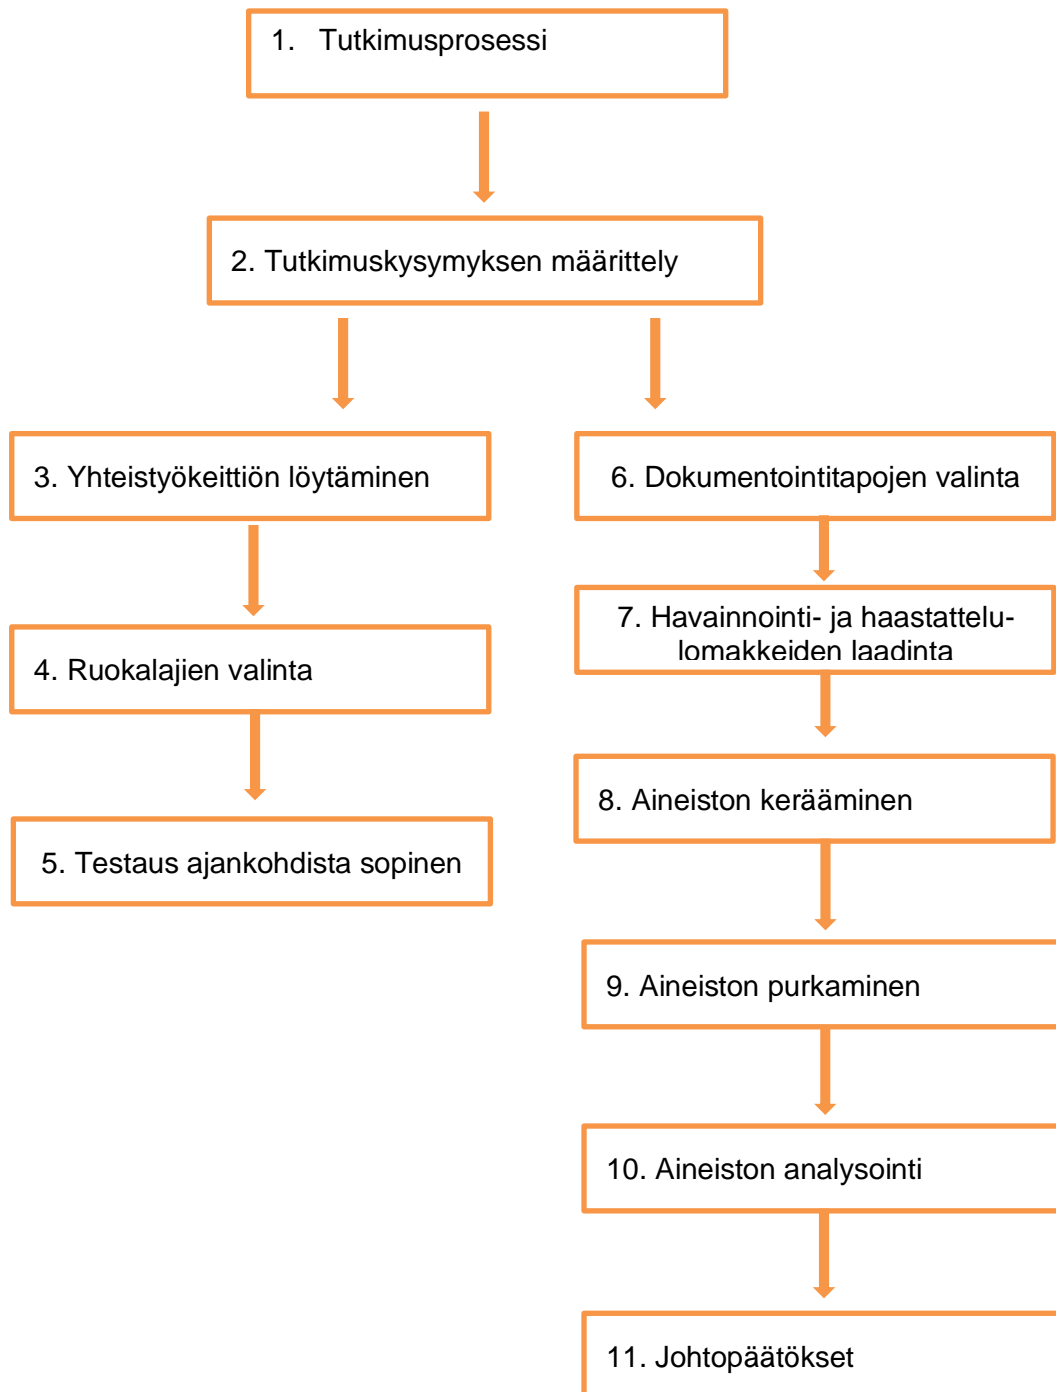 1. Tutkimusprosessi
2. Tutkimuskysymyksen määrittely
3. Yhteistyökeittiön löytäminen
4. Ruokalajien valinta
5. Testaus ajankohdista sopinen
6. Dokumentointitapojen valinta
7. Havainnointi- ja haastattelu-
lomakkeiden laadinta
8. Aineiston kerääminen
9. Aineiston purkaminen
10. Aineiston analysointi
11. Johtopäätökset